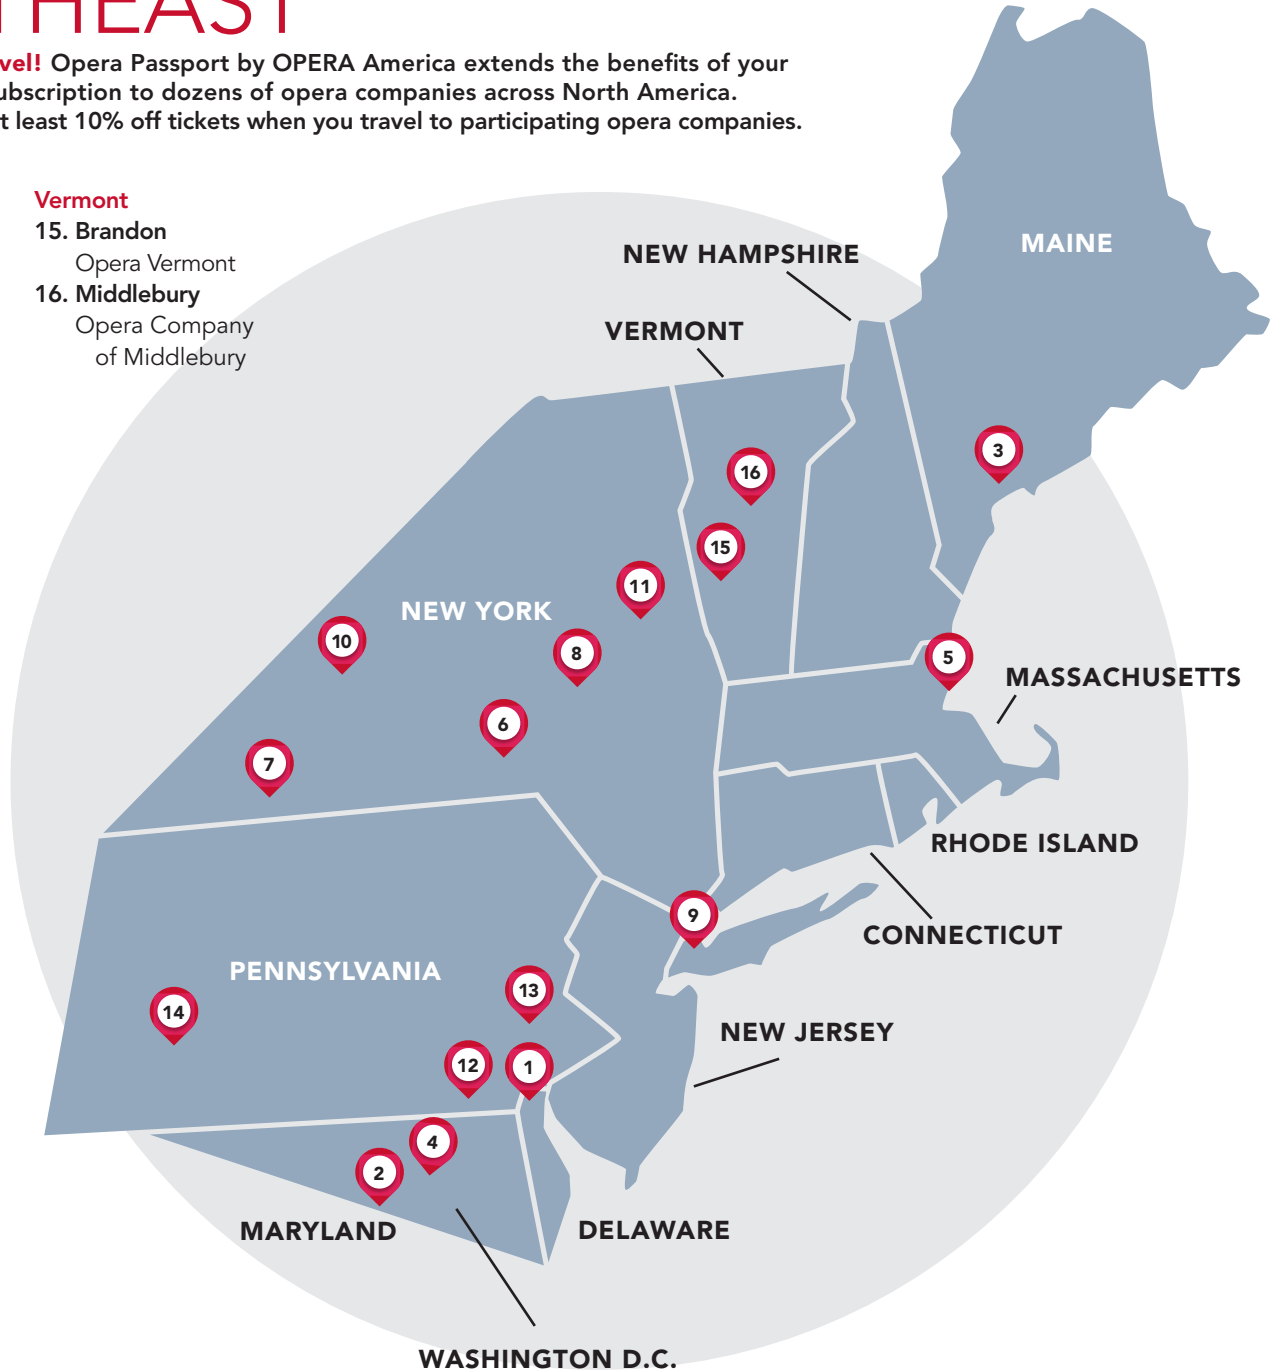 THEAST
vel! Opera Passport by OPERA America extends the benefits of your
ubscription to dozens of opera companies across North America.
t least 10% off tickets when you travel to participating opera companies.
Vermont
15. Brandon
Opera Vermont
16. Middlebury
Opera Company
of Middlebury
NEW HAMPSHIRE
MAINE
VERMONT
3
16
15
11
NEW YORK
10
8
5
MASSACHUSETTS
6
7
RHODE ISLAND
9
CONNECTICUT
PENNSYLVANIA
13
14
NEW JERSEY
12
1
4
2
MARYLAND
DELAWARE
WASHINGTON D.C.